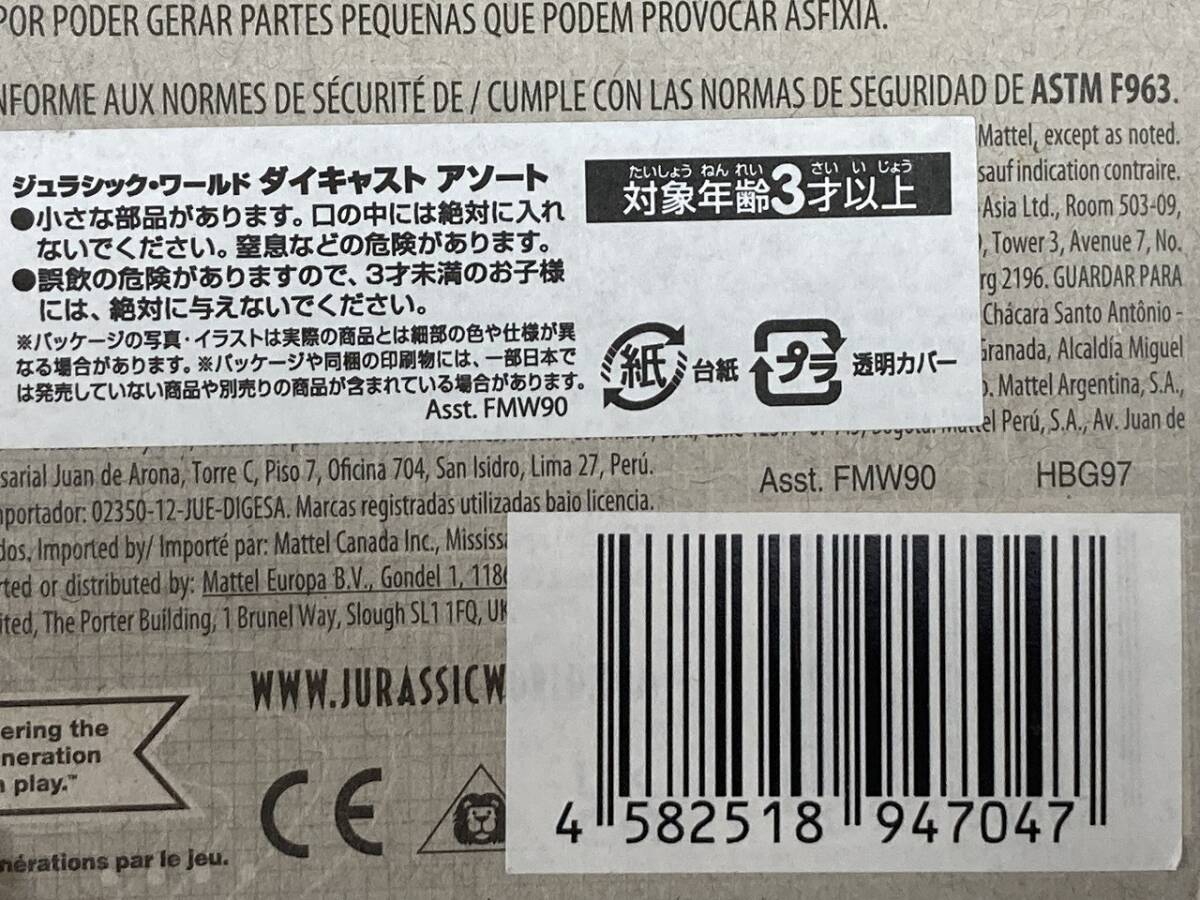 POR PODER GERAR PARTES PEQUENAS QUE PODEM PROVOCAR ASFIXIA.
AUX NORMES DE SÉCURITÉ DE / CUMPLE CON LAS NORMAS DE SEGURIDAD DE ASTM F963.
Mattel, except as noted.
sauf indication contraire.
Asia Ltd., Room 503-09,
Tower 3, Avenue 7, No.
2196. GUARDAR PARA
Chácara Santo Antônio -
Granada, Alcaldía Miguel
Mattel Argentina, S.A.,
Perú, S.A., Av. Juan de
ジュラシック・ワールド ダイキャスト アソート
●小さな部品があります。口の中には絶対に入れ
ないでください。窒息などの危険があります。
●誤飲の危険がありますので、3才未満のお子様
には、絶対に与えないでください。
※パッケージの写真・イラストは実際の商品とは細部の色や仕様が異
なる場合があります。※パッケージや同梱の印刷物には、一部日本で
は発売していない商品や別売りの商品が含まれている場合があります。
Asst. FMW90
たいしょう ねん れい さい い じょう
対象年齢3才以上
紙 台紙 プラ 透明カバー
Juan de Arona, Torre C, Piso 7, Oficina 704, San Isidro, Lima 27, Perú.
Asst. FMW90 HBG97
02350-12-JUE-DIGESA. Marcas registradas utilizadas bajo licencia.
Imported by/ Importé par: Mattel Canada Inc.,
or distributed by: Mattel Europa B.V., Gondel 1,
The Porter Building, 1 Brunel Way, Slough SL1 1FQ,
WWW.JURASSICW
ering the
neration
play.™
nérations par le jeu.
CE
4 582518 947047